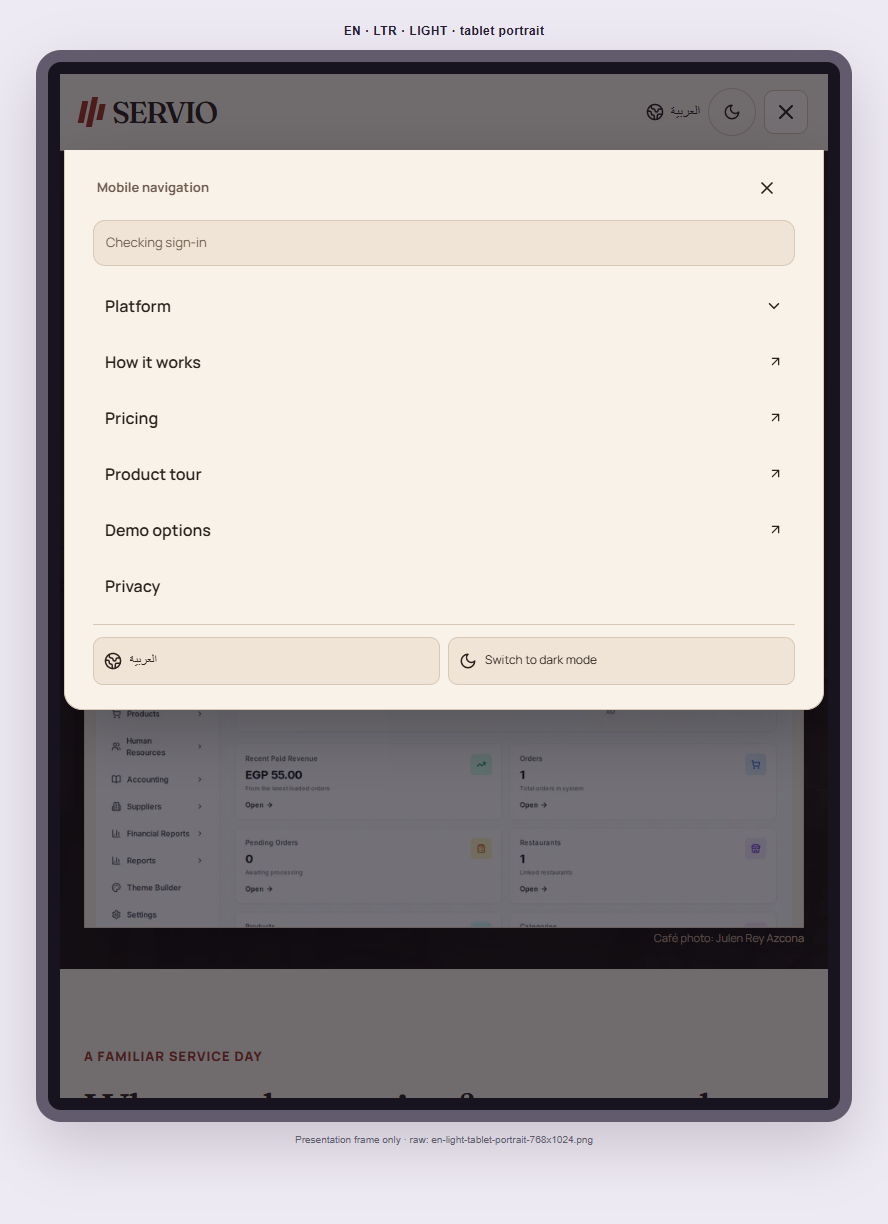 EN · LTR · LIGHT · tablet portrait
SERVIO
العربية
Mobile navigation
Checking sign-in
Platform
How it works
Pricing
Product tour
Demo options
Privacy
العربية
Switch to dark mode
Products
Human
Resources
Accounting
Suppliers
Financial Reports
Reports
Theme Builder
Settings
Recent Paid Revenue
EGP 55.00
From the latest loaded orders
Open →
Orders
1
Total orders in system
Open →
Pending Orders
0
Awaiting processing
Open →
Restaurants
1
Linked restaurants
Open →
Café photo: Julen Rey Azcona
A FAMILIAR SERVICE DAY
Presentation frame only · raw: en-light-tablet-portrait-768x1024.png